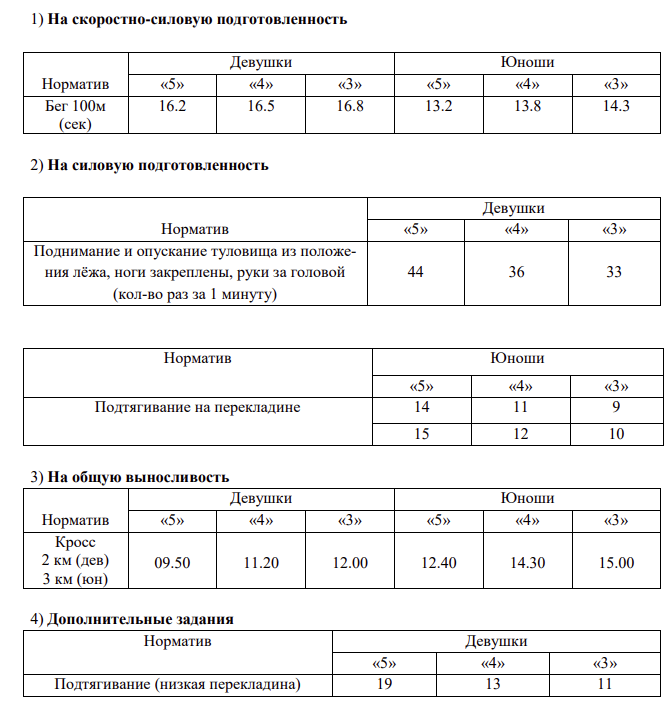 1) На скоростно-силовую подготовленность
Девушки Юноши
Норматив «5» «4» «3» «5» «4» «3»
Бег 100м 16.2 16.5 16.8 13.2 13.8 14.3
(сек)
2) На силовую подготовленность
Девушки
Норматив «5» «4» «3»
Поднимание и опускание туловища из положе-
ния лёжа, ноги закреплены, руки за головой 44 36 33
(кол-во раз за 1 минуту)
Норматив Юноши
«5» «4» «3»
Подтягивание на перекладине 14 11 9
15 12 10
3) На общую выносливость
Девушки Юноши
Норматив «5» «4» «3» «5» «4» «3»
Кросс
2 км (дев) 09.50 11.20 12.00 12.40 14.30 15.00
3 км (юн)
4) Дополнительные задания
Норматив Девушки
«5» «4» «3»
Подтягивание (низкая перекладина) 19 13 11